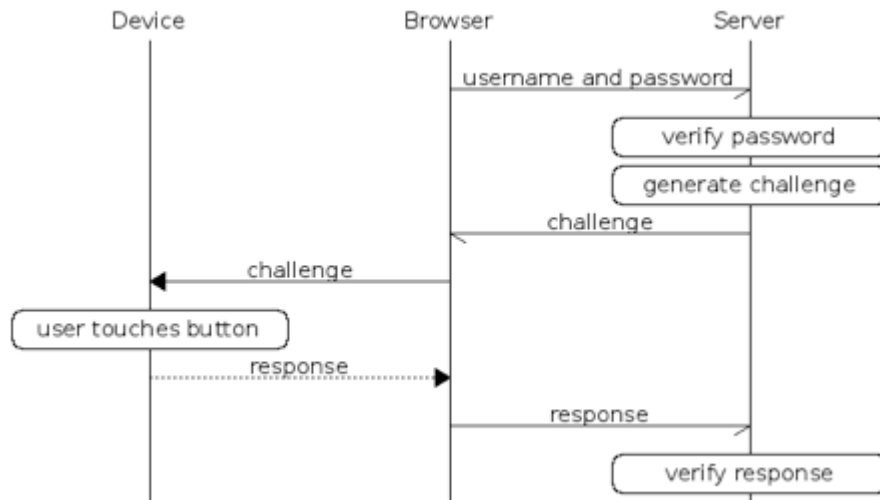 Device
Browser
Server
username and password
verify password
generate challenge
challenge
challenge
user touches button
response
response
verify response